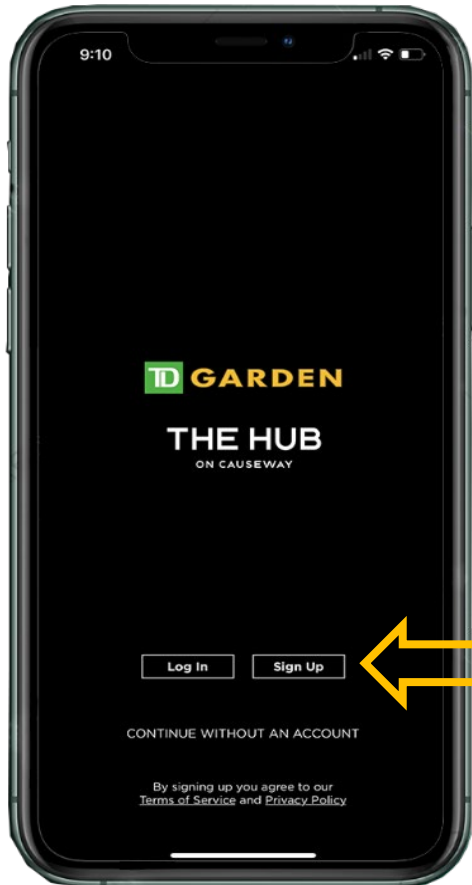 9:10
TD GARDEN
THE HUB
ON CAUSEWAY
Log In Sign Up
CONTINUE WITHOUT AN ACCOUNT
By signing up you agree to our
Terms of Service and Privacy Policy